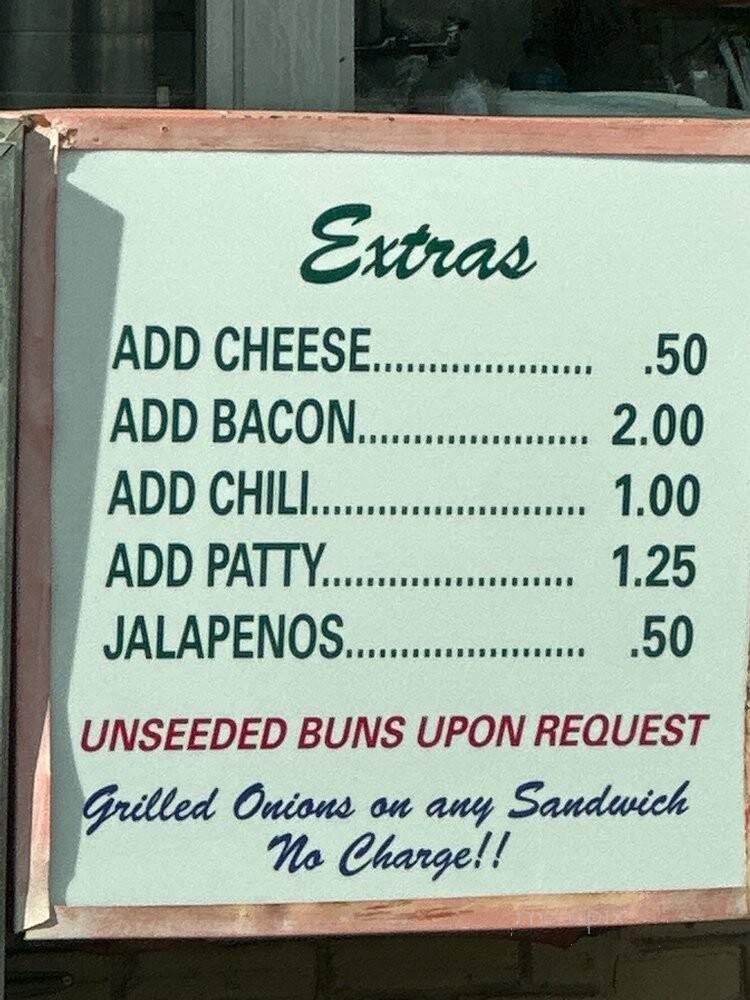 Extras
ADD CHEESE.................... .50
ADD BACON..................... 2.00
ADD CHILI......................... 1.00
ADD PATTY....................... 1.25
JALAPENOS...................... .50
UNSEEDED BUNS UPON REQUEST
Grilled Onions on any Sandwich
No Charge!!